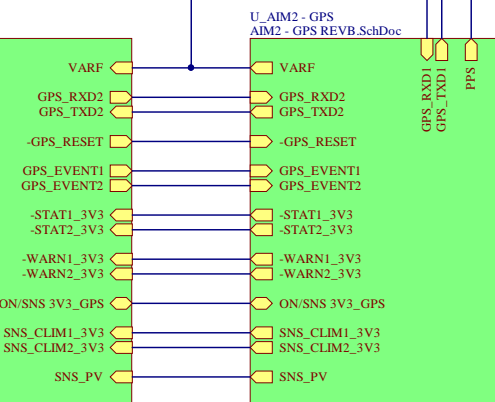 U_AIM2 - GPS
AIM2 - GPS REVB.SchDoc
GPS_RXD1
GPS_TXD1
PPS
VARF
VARF
GPS_RXD2
GPS_RXD2
GPS_TXD2
GPS_TXD2
-GPS_RESET
-GPS_RESET
GPS_EVENT1
GPS_EVENT1
GPS_EVENT2
GPS_EVENT2
-STAT1_3V3
-STAT1_3V3
-STAT2_3V3
-STAT2_3V3
-WARN1_3V3
-WARN1_3V3
-WARN2_3V3
-WARN2_3V3
ON/SNS 3V3_GPS
ON/SNS 3V3_GPS
SNS_CLIM1_3V3
SNS_CLIM1_3V3
SNS_CLIM2_3V3
SNS_CLIM2_3V3
SNS_PV
SNS_PV